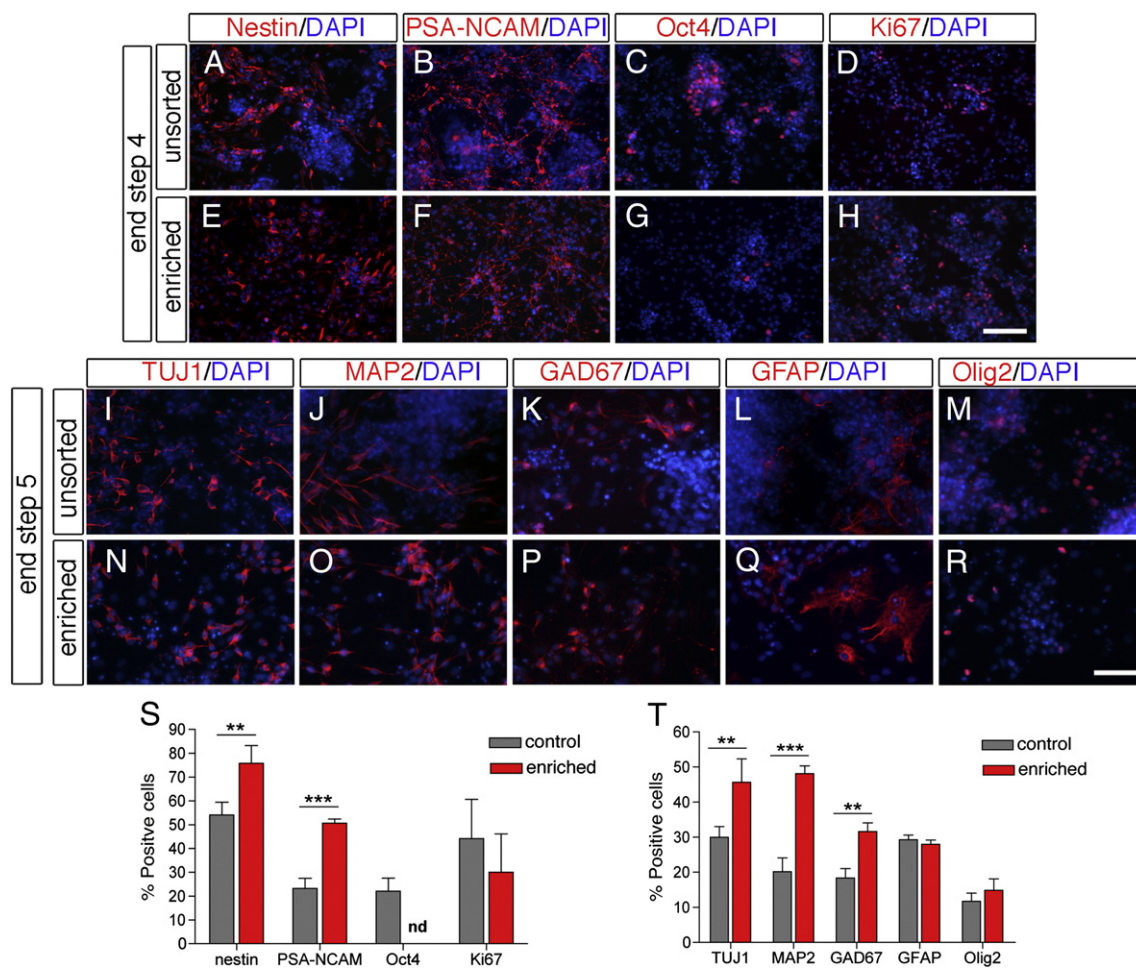 Nestin/DAPI PSA-NCAM/DAPI Oct4/DAPI Ki67/DAPI
end step 4
unsorted
A B C D
enriched
E F G H
TUJ1/DAPI MAP2/DAPI GAD67/DAPI GFAP/DAPI Olig2/DAPI
end step 5
unsorted
I J K L M
enriched
N O P Q R
S
% Positve cells
90
80
70
60
50
40
30
20
10
0
**
***
nd
control
enriched
nestin PSA-NCAM Oct4 Ki67
T
% Positive cells
60
50
40
30
20
10
0
**
***
**
control
enriched
TUJ1 MAP2 GAD67 GFAP Olig2